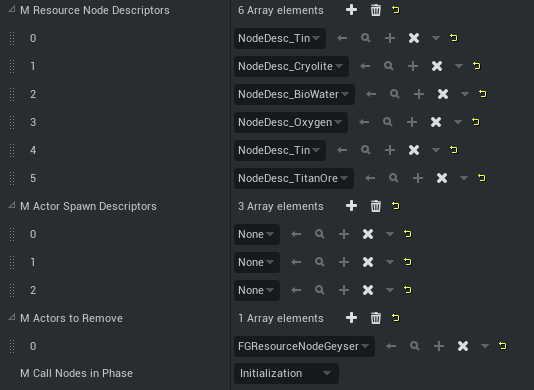 M Resource Node Descriptors 6 Array elements
0 NodeDesc_Tin
1 NodeDesc_Cryolite
2 NodeDesc_BioWater
3 NodeDesc_Oxygen
4 NodeDesc_Tin
5 NodeDesc_TitanOre
M Actor Spawn Descriptors 3 Array elements
0 None
1 None
2 None
M Actors to Remove 1 Array elements
0 FGResourceNodeGeyser
M Call Nodes in Phase Initialization